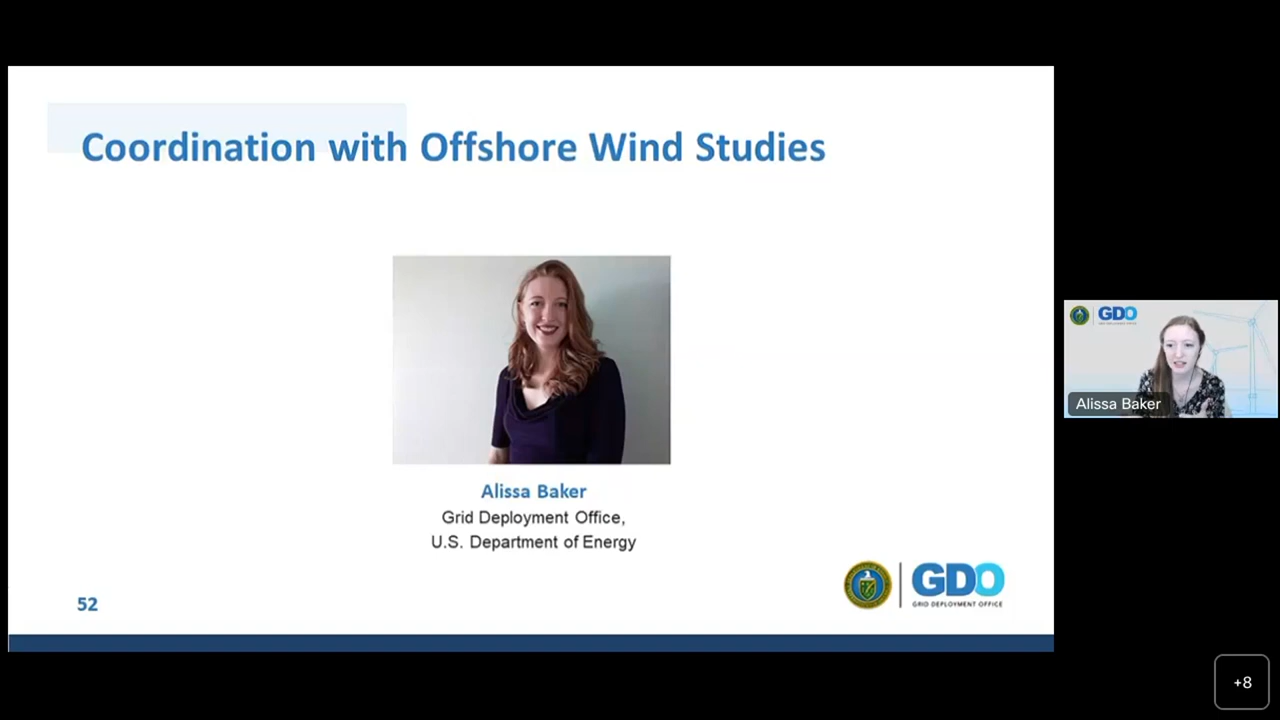 Coordination with Offshore Wind Studies
Alissa Baker
Grid Deployment Office,
U.S. Department of Energy
52
GDO
GRID DEPLOYMENT OFFICE
GDO
Alissa Baker
+8